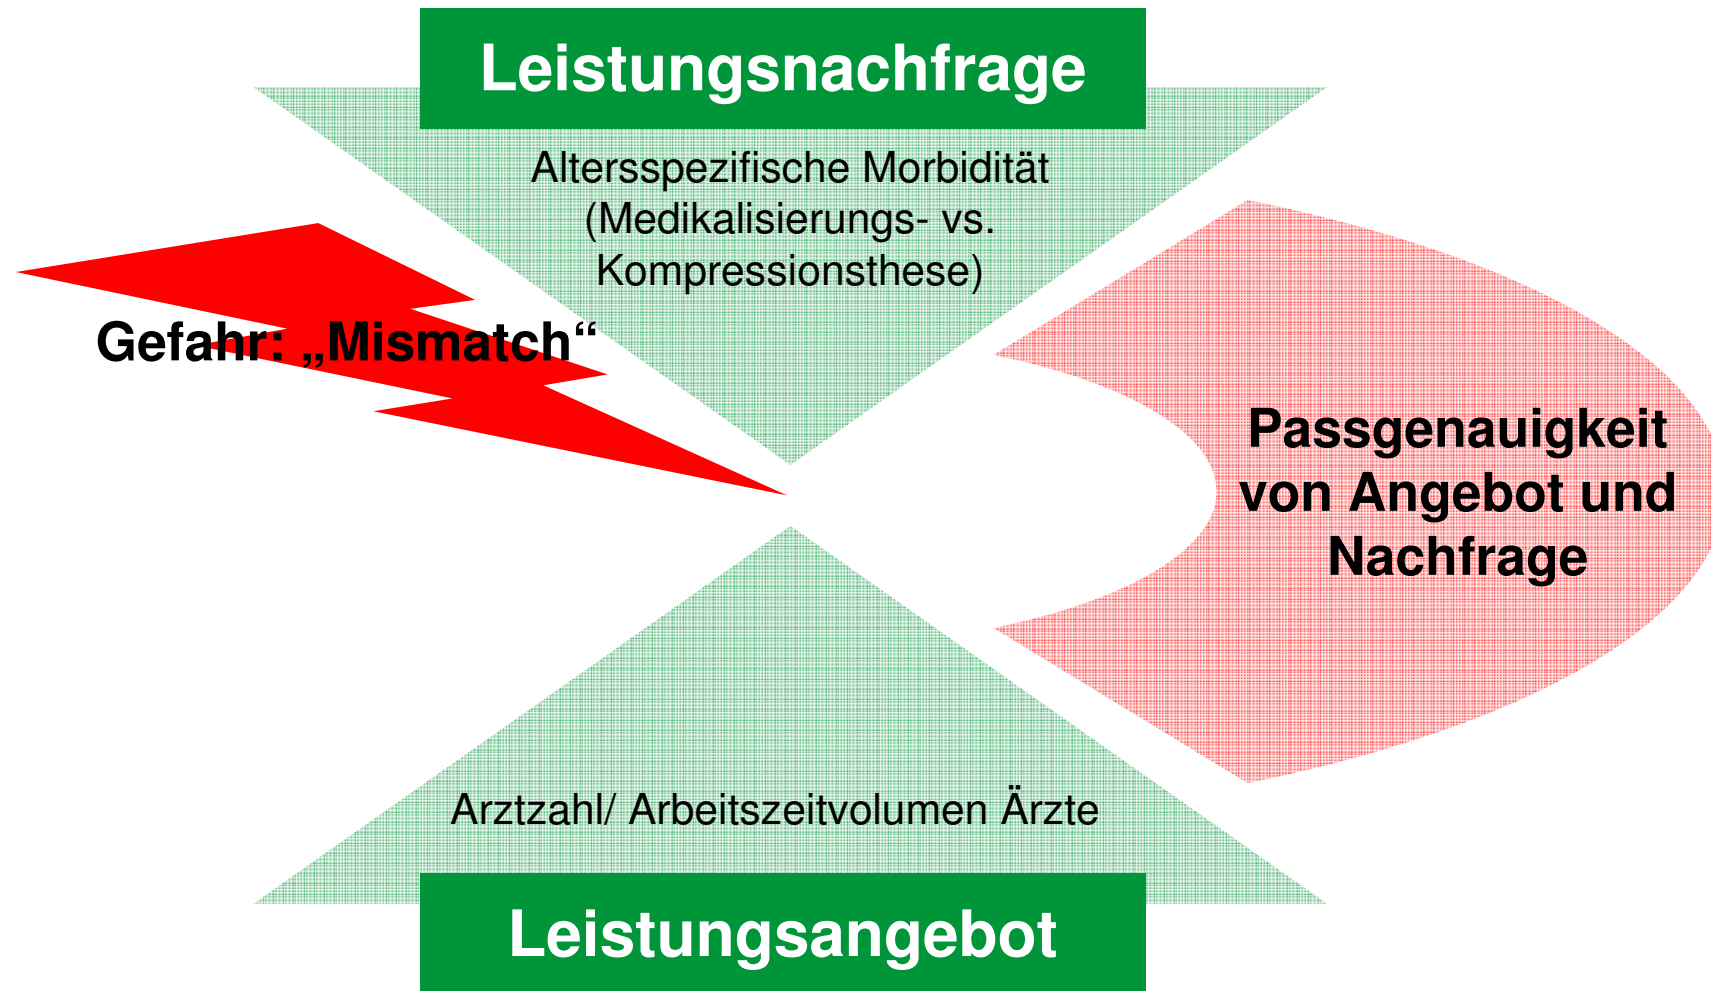 Leistungsnachfrage
Altersspezifische Morbidität
(Medikalisierungs- vs.
Kompressionsthese)
Gefahr: „Mismatch“
Passgenauigkeit
von Angebot und
Nachfrage
Arztzahl/ Arbeitszeitvolumen Ärzte
Leistungsangebot